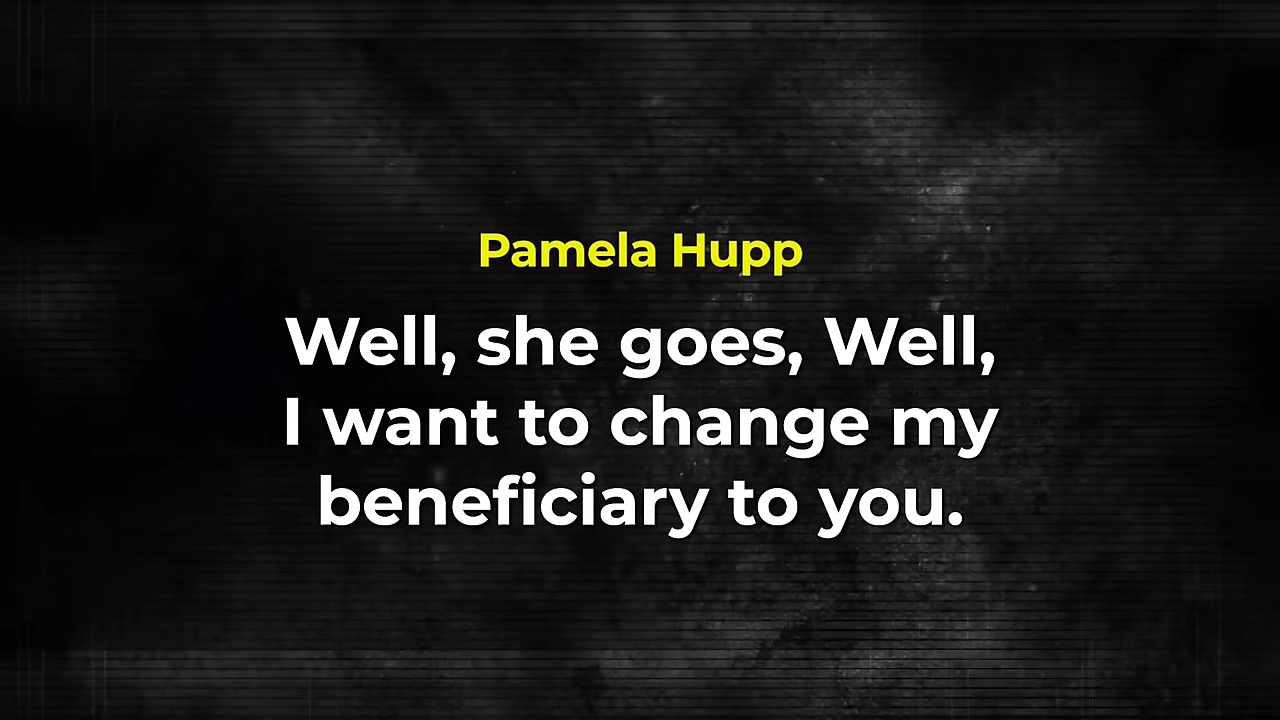 Pamela Hupp
Well, she goes, Well,
I want to change my
beneficiary to you.